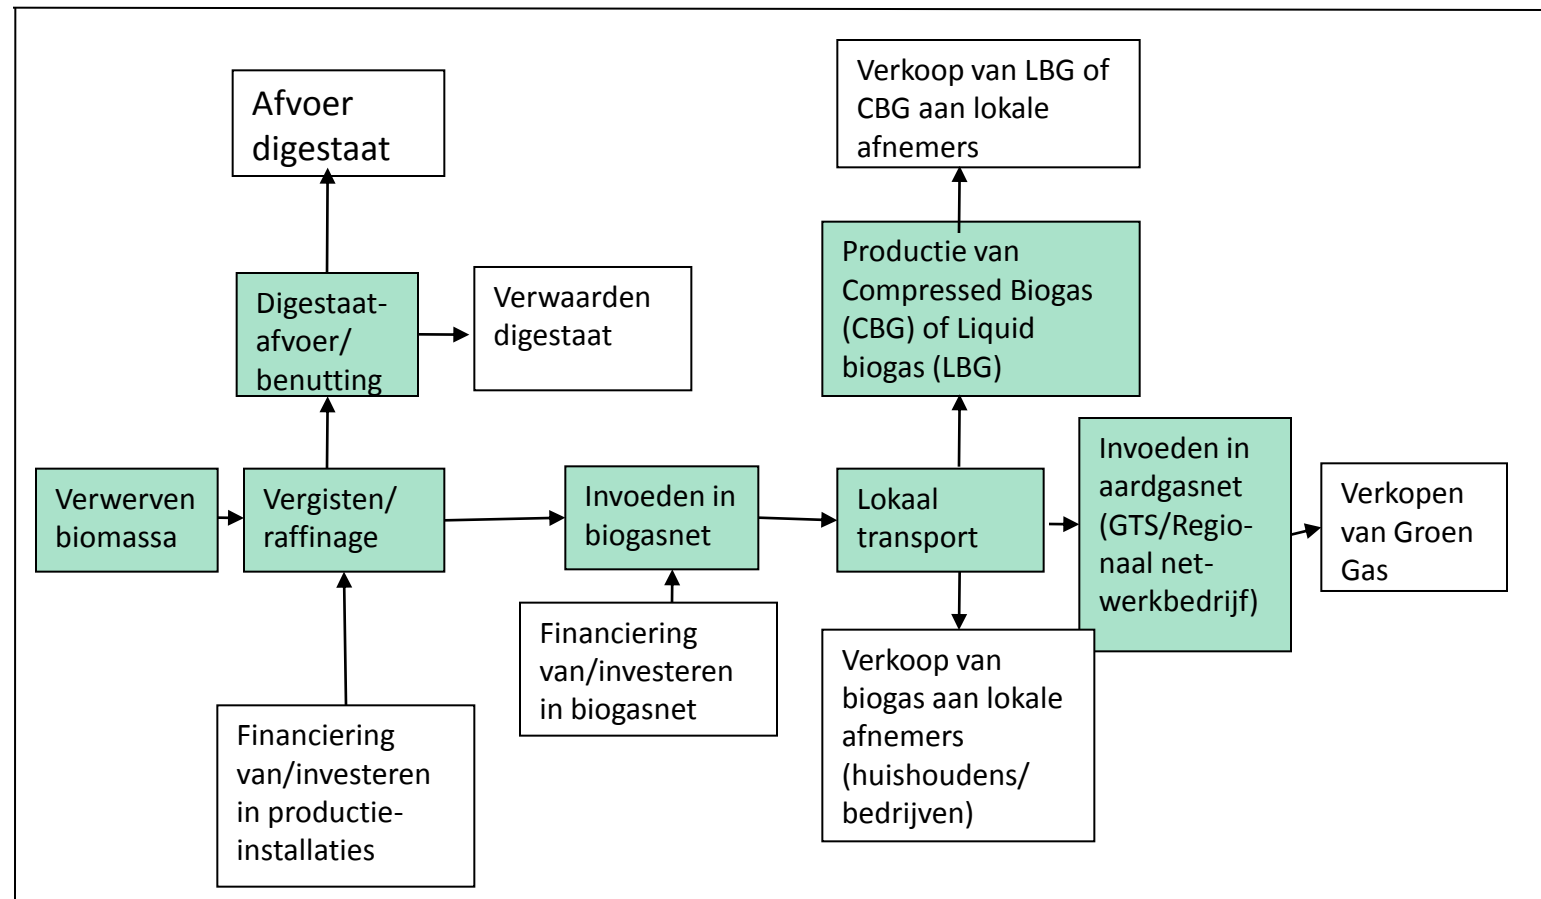 Afvoer
digestaat
Verkoop van LBG of
CBG aan lokale
afnemers
Digestaat-
afvoer/
benutting
Verwaarden
digestaat
Productie van
Compressed Biogas
(CBG) of Liquid
biogas (LBG)
Verwerven
biomassa
Vergisten/
raffinage
Invoeden in
biogasnet
Lokaal
transport
Invoeden in
aardgasnet
(GTS/Regio-
naal net-
werkbedrijf)
Verkopen
van Groen
Gas
Financiering
van/investeren
in productie-
installaties
Financiering
van/investeren
in biogasnet
Verkoop van
biogas aan lokale
afnemers
(huishoudens/
bedrijven)